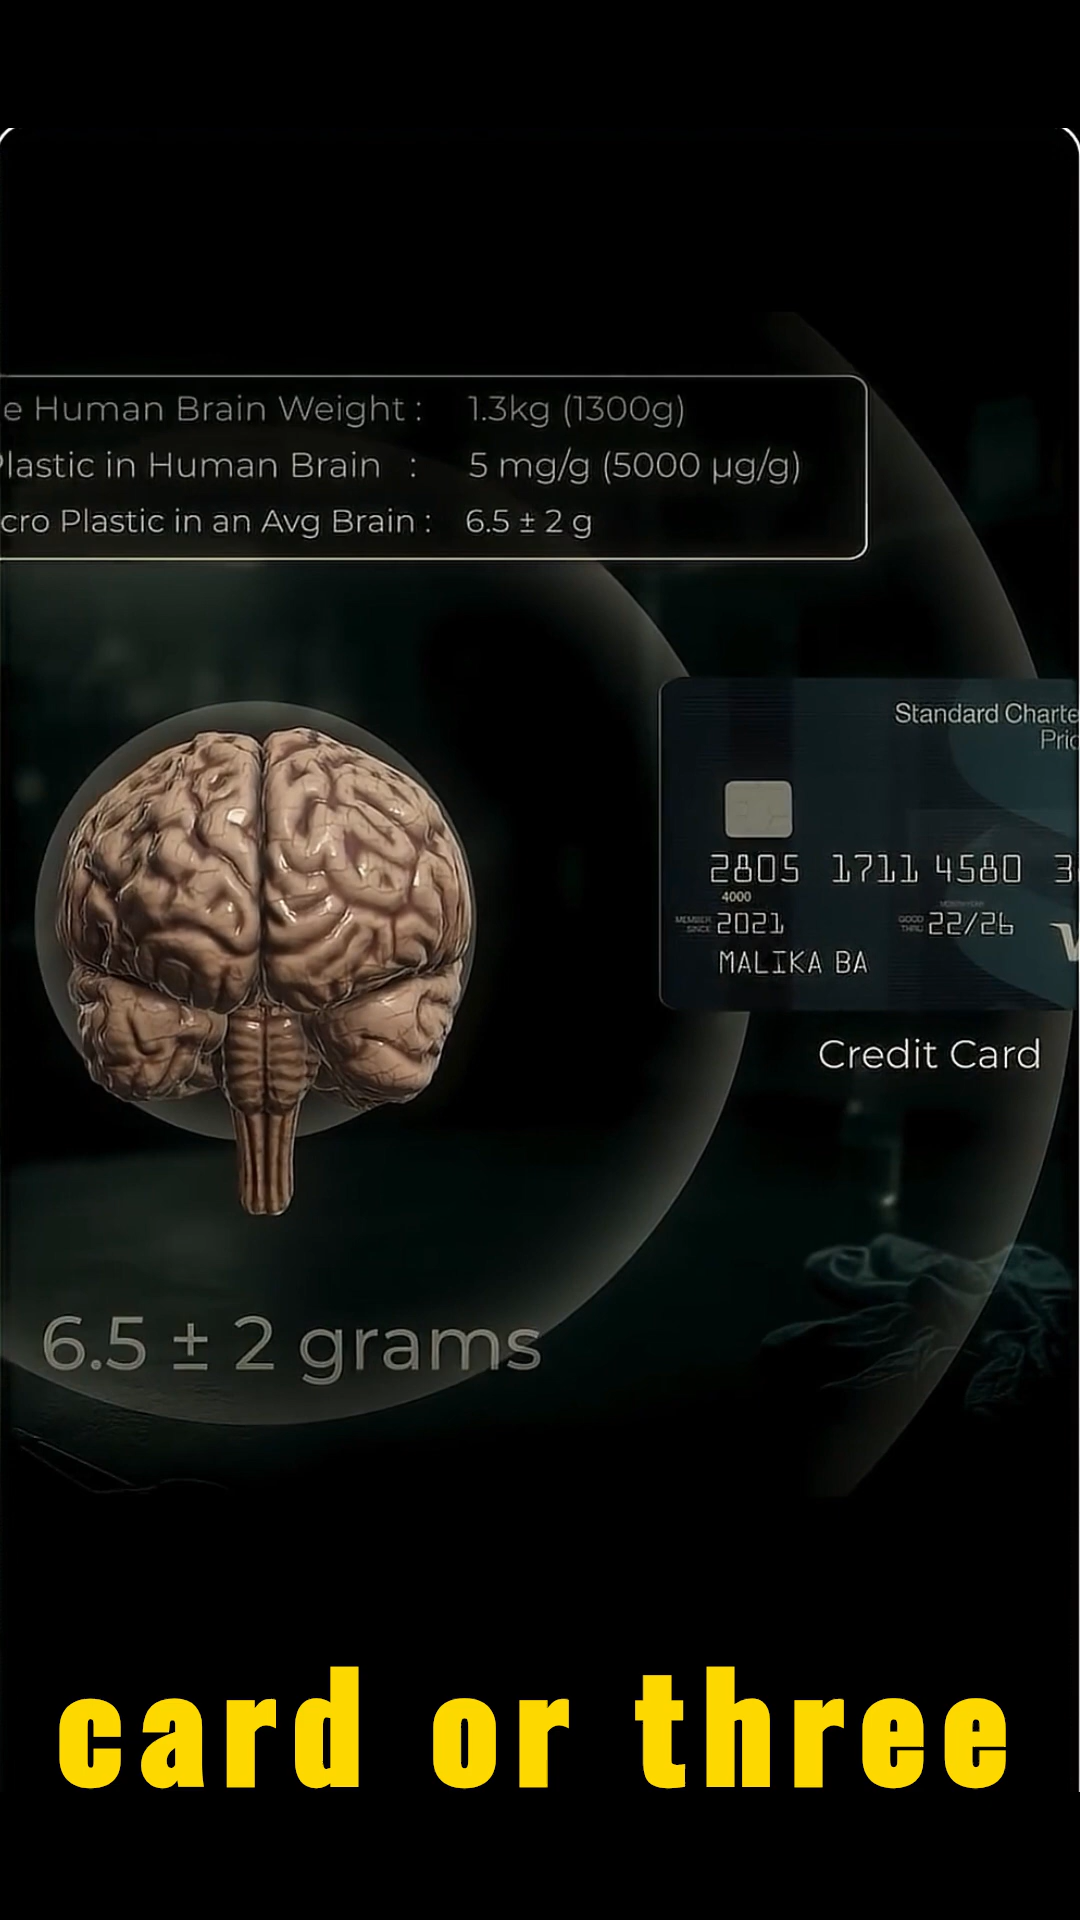 e Human Brain Weight : 1.3kg (1300g)
Plastic in Human Brain : 5 mg/g (5000 µg/g)
cro Plastic in an Avg Brain : 6.5 ± 2 g
Standard Charte
Prio
2805 1711 4580 3
4000
MEMBER SINCE 2021 GOOD THRU 22/26
MALIKA BA
Credit Card
6.5 ± 2 grams
card or three